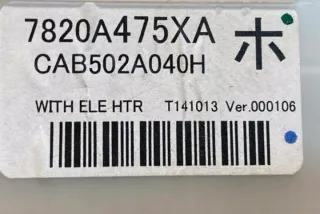 7820A475XA ホ
CAB502A040H
WITH ELE HTR T141013 Ver.000106